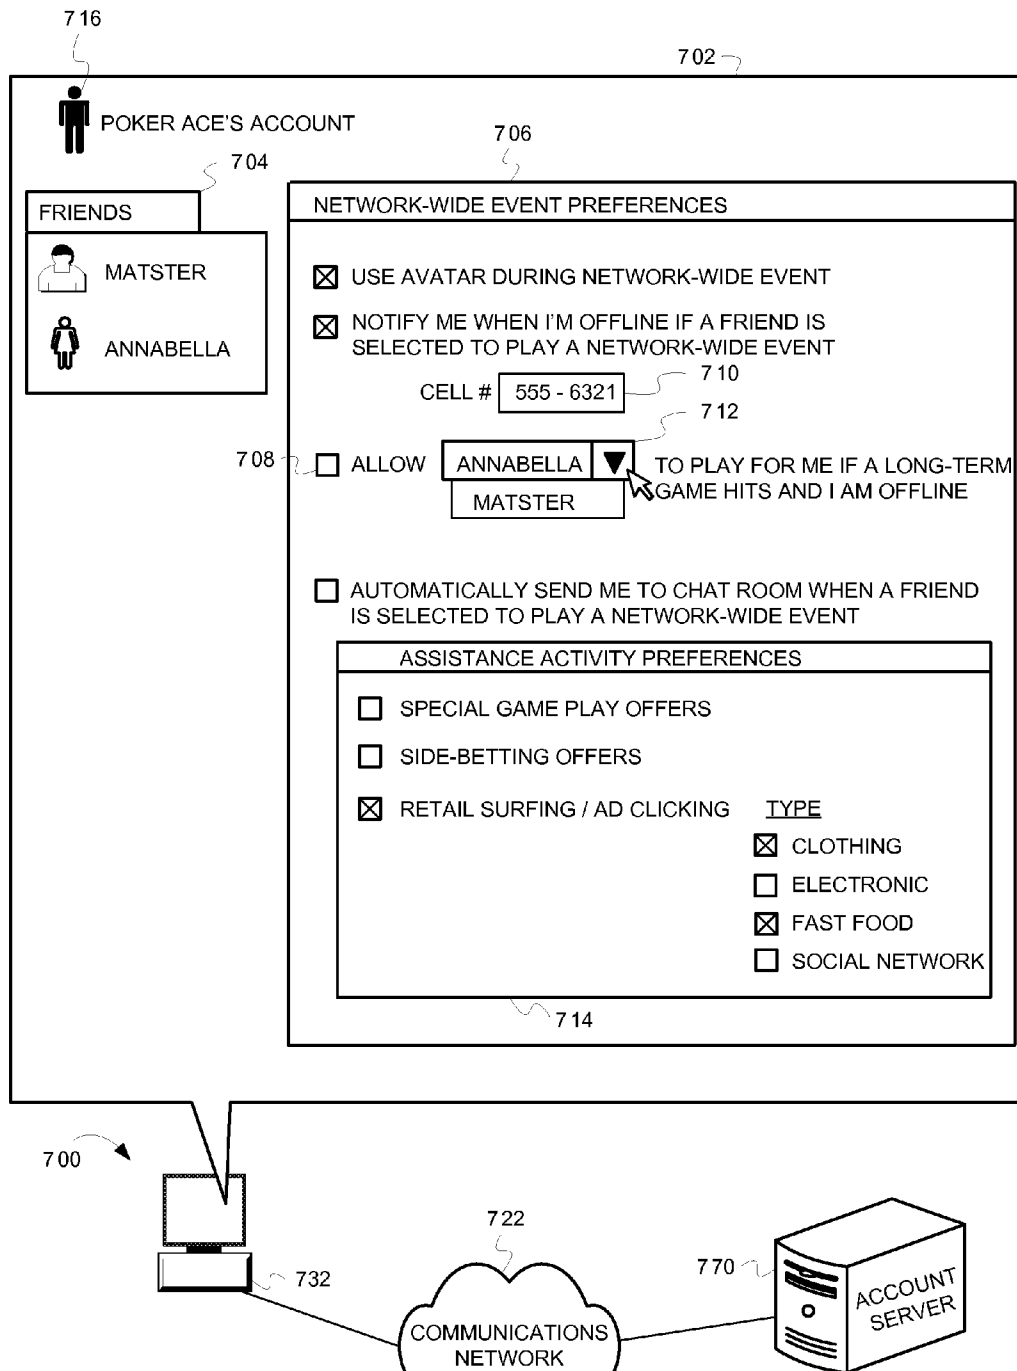 716
702
POKER ACE'S ACCOUNT
704
706
FRIENDS
MATSTER
ANNABELLA
NETWORK-WIDE EVENT PREFERENCES
USE AVATAR DURING NETWORK-WIDE EVENT
NOTIFY ME WHEN I'M OFFLINE IF A FRIEND IS
SELECTED TO PLAY A NETWORK-WIDE EVENT
CELL # 555 - 6321
710
712
708
ALLOW ANNABELLA TO PLAY FOR ME IF A LONG-TERM
MATSTER GAME HITS AND I AM OFFLINE
AUTOMATICALLY SEND ME TO CHAT ROOM WHEN A FRIEND
IS SELECTED TO PLAY A NETWORK-WIDE EVENT
ASSISTANCE ACTIVITY PREFERENCES
SPECIAL GAME PLAY OFFERS
SIDE-BETTING OFFERS
RETAIL SURFING / AD CLICKING
TYPE
CLOTHING
ELECTRONIC
FAST FOOD
SOCIAL NETWORK
714
700
732
722
770
COMMUNICATIONS
NETWORK
ACCOUNT
SERVER